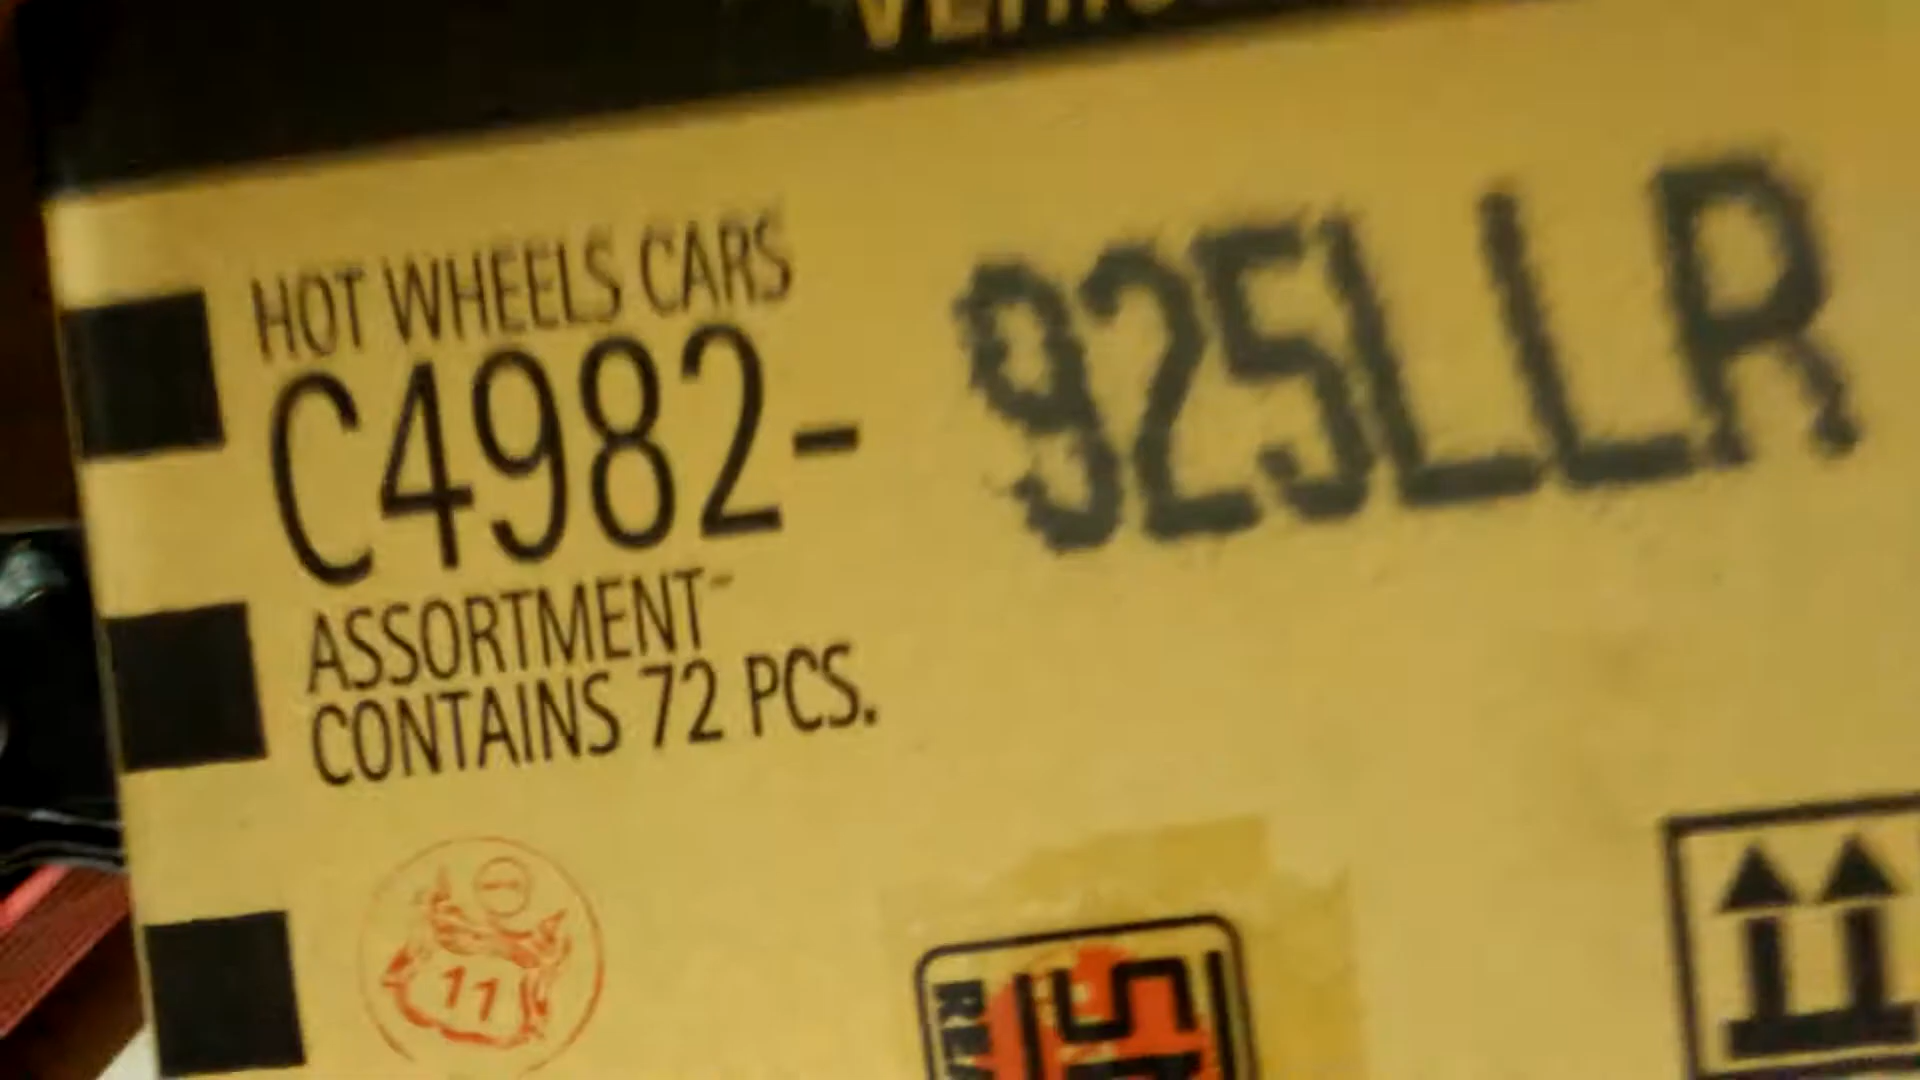 HOT WHEELS CARS
C4982- 925LLR
ASSORTMENT
CONTAINS 72 PCS.
11